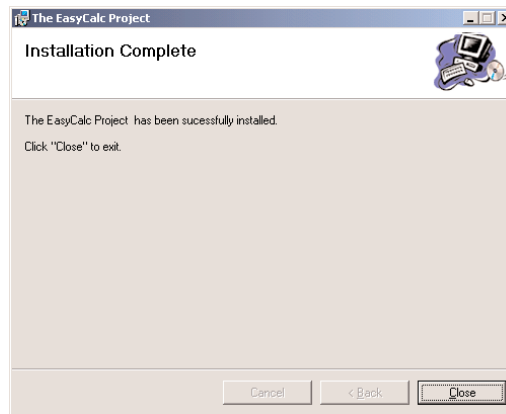 The EasyCalc Project
Installation Complete
The EasyCalc Project has been sucessfully installed.
Click "Close" to exit.
Cancel
< Back
Close